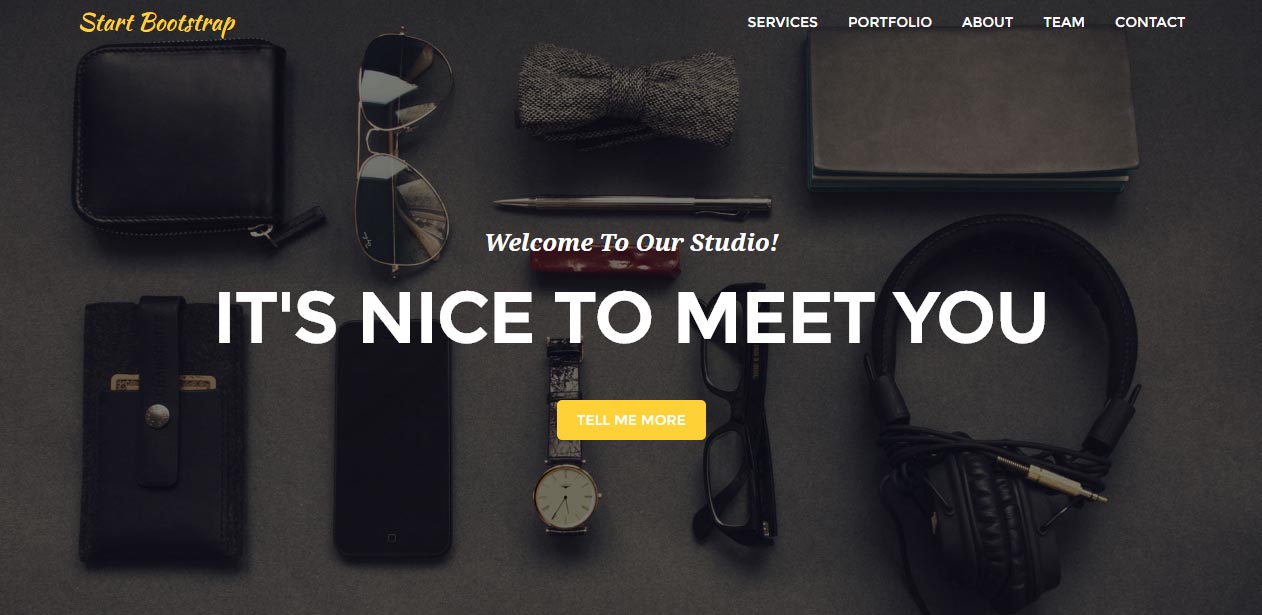 Start Bootstrap
SERVICES PORTFOLIO ABOUT TEAM CONTACT
Welcome To Our Studio!
IT'S NICE TO MEET YOU
TELL ME MORE